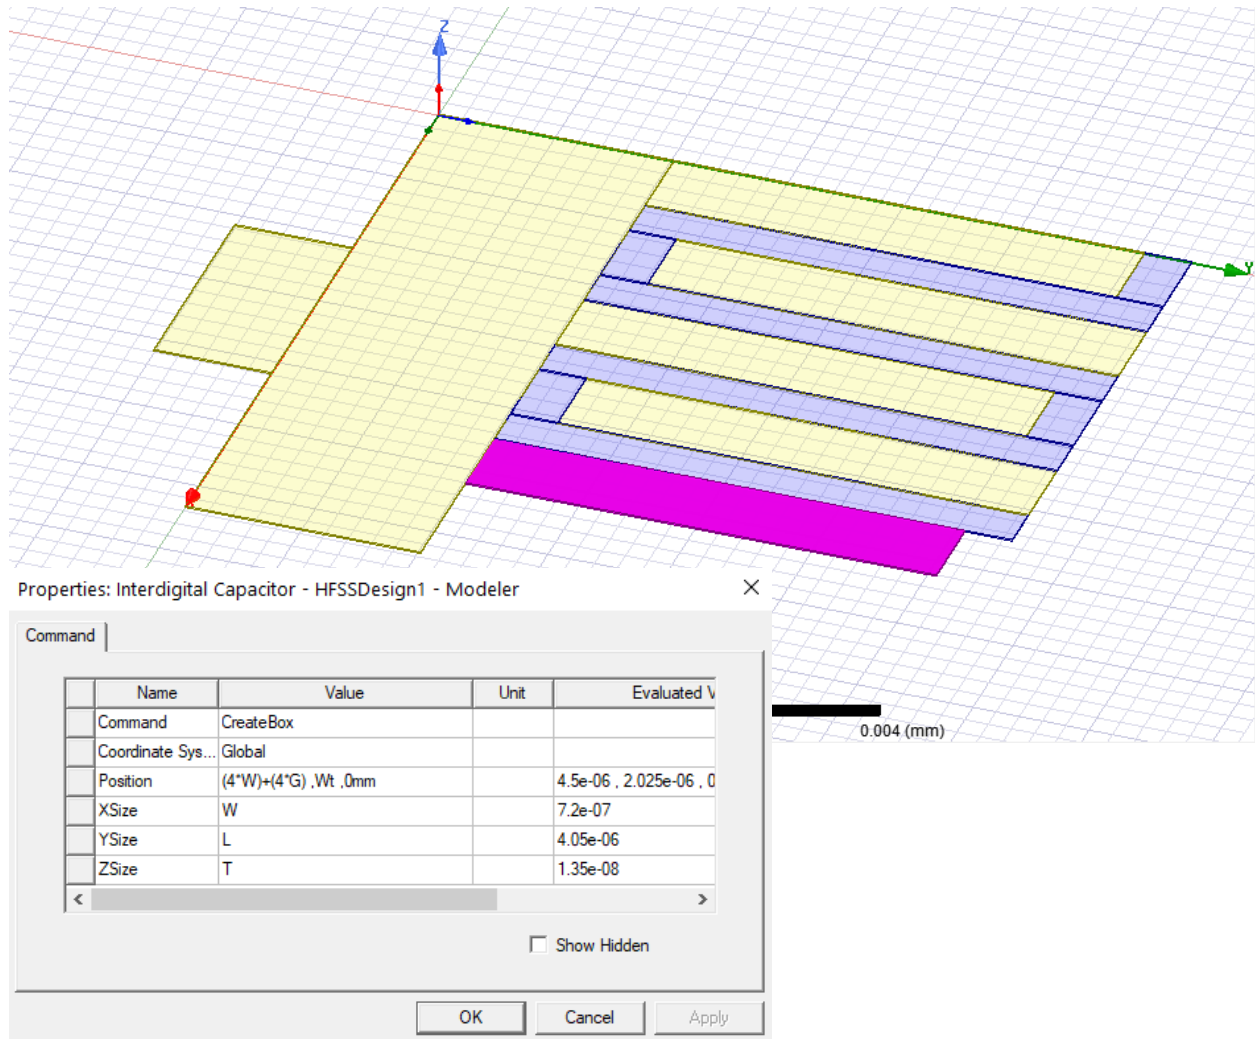 Z
Y
Properties: Interdigital Capacitor - HFSSDesign1 - Modeler
Command
Name Value Unit Evaluated V
Command CreateBox
Coordinate Sys... Global
Position (4*W)+(4*G) ,Wt ,0mm 4.5e-06 , 2.025e-06 , 0
XSize W 7.2e-07
YSize L 4.05e-06
ZSize T 1.35e-08
Show Hidden
OK Cancel Apply
0.004 (mm)